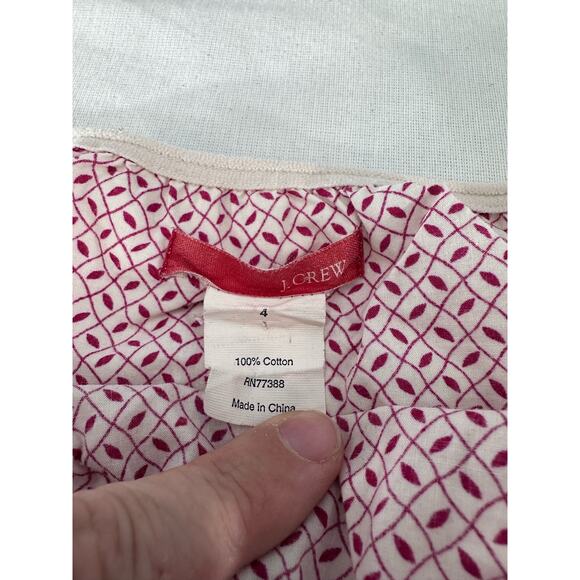 J.CREW
4
100% Cotton
RN77388
Made in China